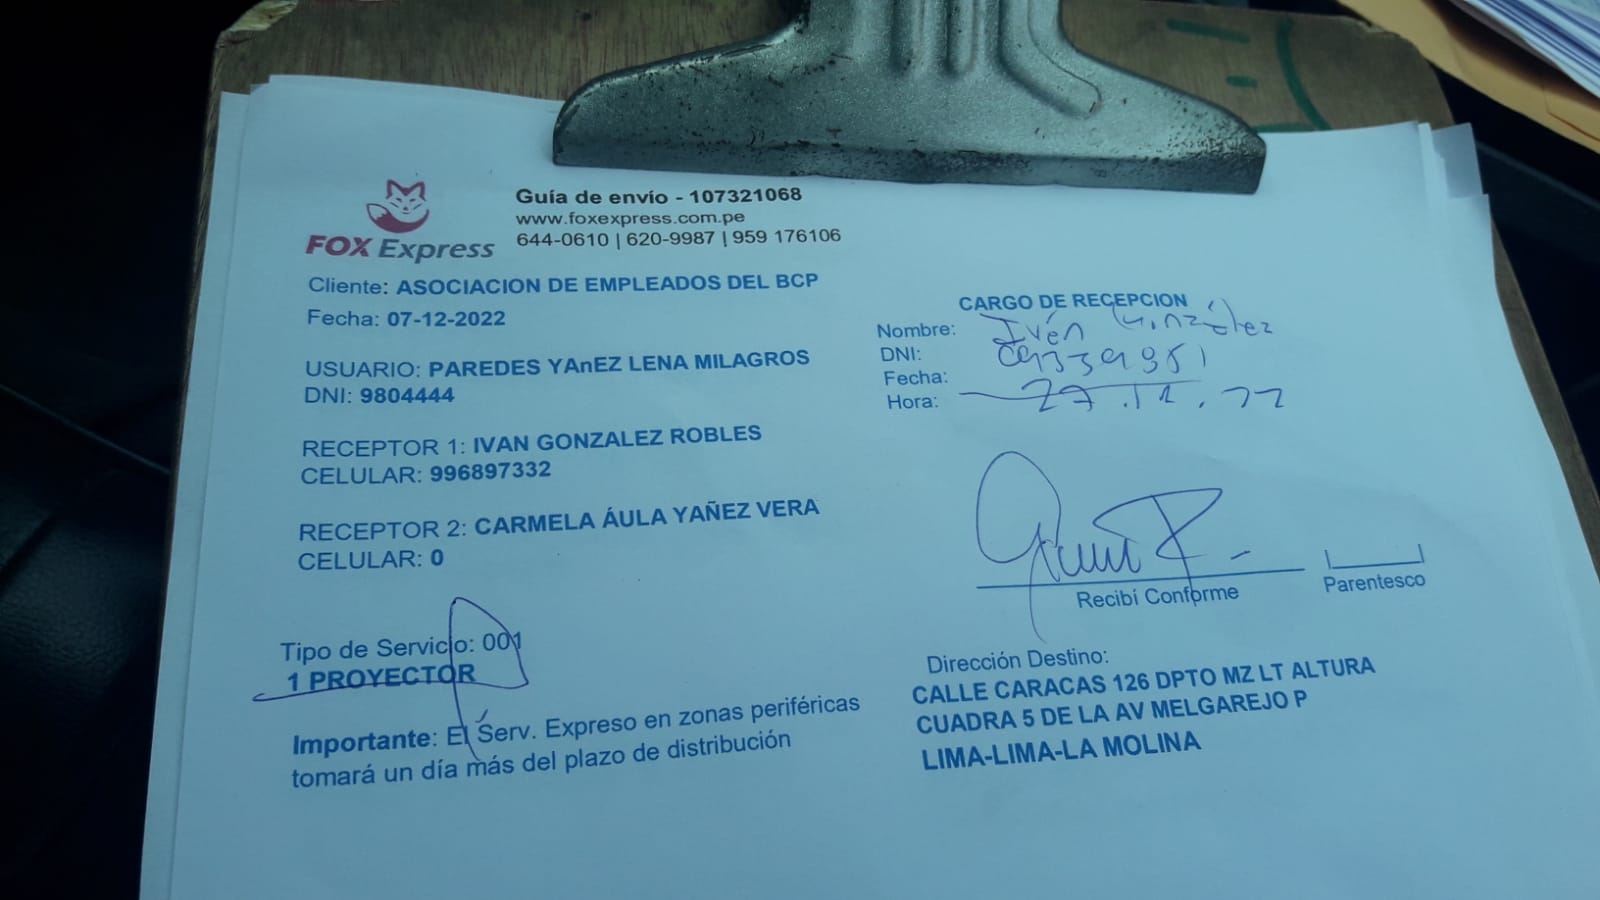 FOX Express
Guía de envío - 107321068
www.foxexpress.com.pe
644-0610 | 620-9987 | 959 176106
Cliente: ASOCIACION DE EMPLEADOS DEL BCP
Fecha: 07-12-2022
USUARIO: PAREDES YAnEZ LENA MILAGROS
DNI: 9804444
RECEPTOR 1: IVAN GONZALEZ ROBLES
CELULAR: 996897332
RECEPTOR 2: CARMELA ÁULA YAÑEZ VERA
CELULAR: 0
Tipo de Servicio: 001
1 PROYECTOR
Importante: El Serv. Expreso en zonas periféricas
tomará un día más del plazo de distribución
CARGO DE RECEPCION
Nombre: Iván González
DNI:
Fecha:
Hora:
Recibí Conforme
Parentesco
Dirección Destino:
CALLE CARACAS 126 DPTO MZ LT ALTURA
CUADRA 5 DE LA AV MELGAREJO P
LIMA-LIMA-LA MOLINA